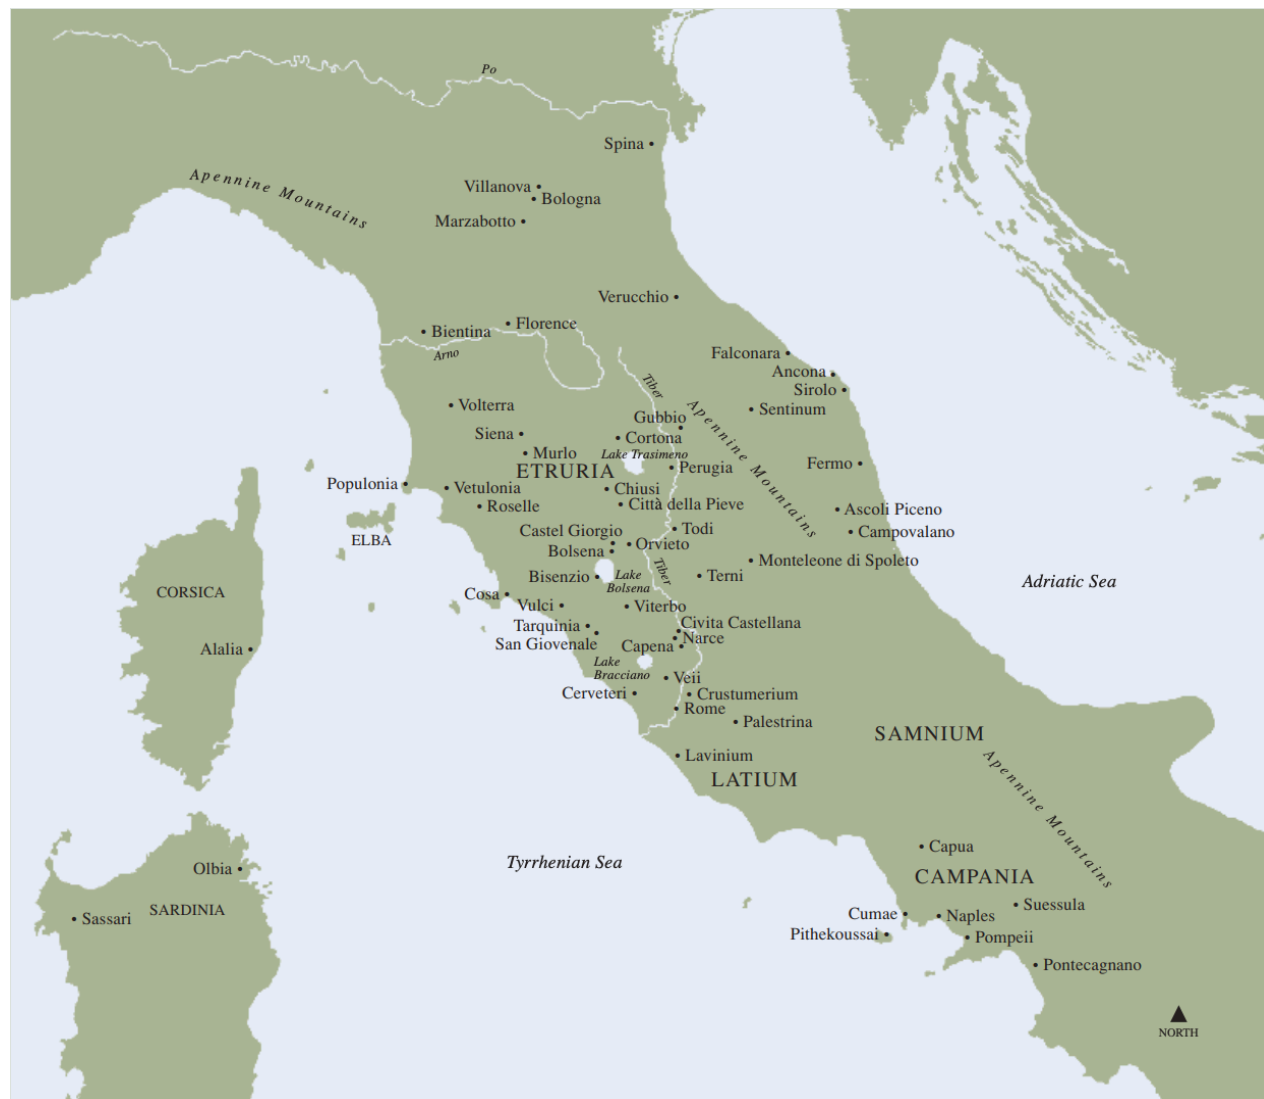 Po
Spina
Apennine Mountains
Villanova
Bologna
Marzabotto
Verucchio
Florence
Bientina
Arno
Falconara
Ancona
Tiber
Sirolo
Volterra
Sentinum
Apennine Mountains
Gubbio
Siena
Cortona
Murlo
Lake Trasimeno
ETRURIA
Perugia
Fermo
Populonia
Vetulonia
Chiusi
Roselle
Città della Pieve
Ascoli Piceno
Castel Giorgio
Todi
Campovalano
ELBA
Orvieto
Bolsena
Monteleone di Spoleto
Tiber
Bisenzio
Lake
Bolsena
Terni
Adriatic Sea
CORSICA
Cosa
Vulci
Viterbo
Tarquinia
Civita Castellana
San Giovenale
Narce
Capena
Alalia
Lake
Bracciano
Veii
Cerveteri
Crustumerium
Rome
Palestrina
SAMNIUM
Lavinium
Apennine Mountains
LATIUM
Capua
Tyrrhenian Sea
Olbia
CAMPANIA
SARDINIA
Suessula
Sassari
Cumae
Naples
Pithekoussai
Pompeii
Pontecagnano
NORTH